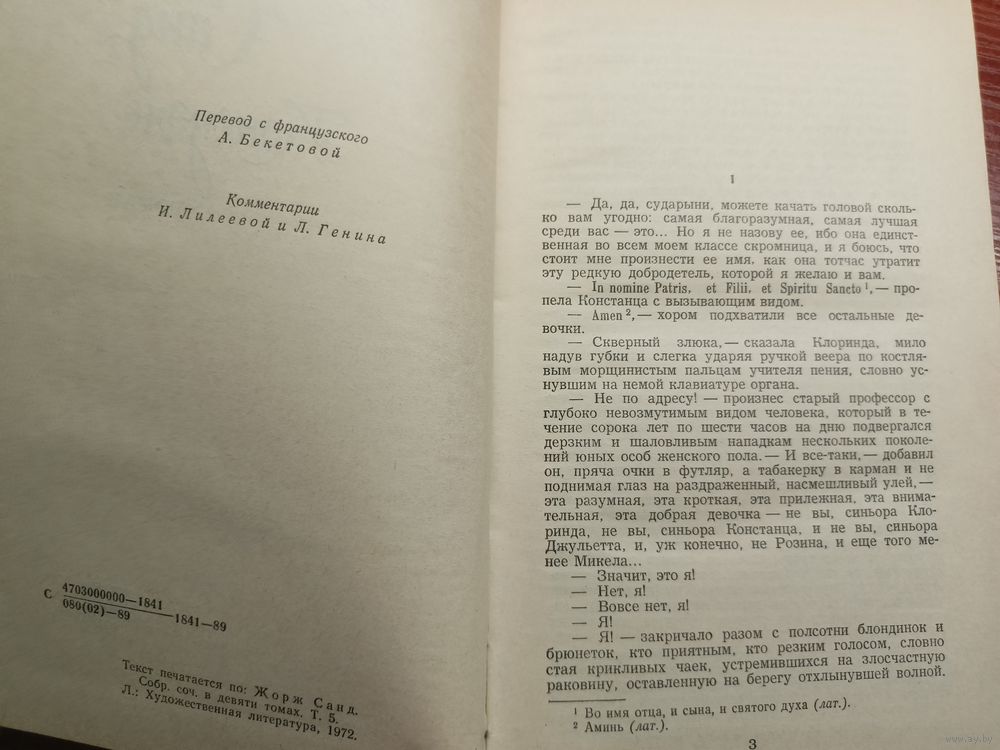 Перевод с французского
А. Бекетовой
Комментарии
И. Лилеевой и Л. Генина
С 4703000000—1841
080(02)—89 —1841—89
Текст печатается по: Жорж Санд.
Собр. соч. в девяти томах. Т. 5.
Л.: Художественная литература, 1972.
I
— Да, да, сударыни, можете качать головой сколь-
ко вам угодно: самая благоразумная, самая лучшая
среди вас — это... Но я не назову ее, ибо она единст-
венная во всем моем классе скромница, и я боюсь, что
стоит мне произнести ее имя, как она тотчас утратит
эту редкую добродетель, которой я желаю и вам.
— In nomine Patris, et Filii, et Spiritu Sancto ¹,— про-
пела Констанца с вызывающим видом.
— Amen ²,— хором подхватили все остальные де-
вочки.
— Скверный злюка,— сказала Клоринда, мило
надув губки и слегка ударяя ручкой веера по костля-
вым морщинистым пальцам учителя пения, словно ус-
нувшим на немой клавиатуре органа.
— Не по адресу! — произнес старый профессор с
глубоко невозмутимым видом человека, который в те-
чение сорока лет по шести часов на дню подвергался
дерзким и шаловливым нападкам нескольких поколе-
ний юных особ женского пола.— И все-таки,— добавил
он, пряча очки в футляр, а табакерку в карман и не
поднимая глаз на раздраженный, насмешливый улей,—
эта разумная, эта кроткая, эта прилежная, эта внима-
тельная, эта добрая девочка — не вы, синьора Кло-
ринда, не вы, синьора Констанца, и не вы, синьора
Джульетта, и, уж конечно, не Розина, и еще того ме-
нее Микела...
— Значит, это я!
— Нет, я!
— Вовсе нет, я!
— Я!
— Я! — закричало разом с полсотни блондинок и
брюнеток, кто приятным, кто резким голосом, словно
стая крикливых чаек, устремившихся на злосчастную
раковину, оставленную на берегу отхлынувшей волной.
¹ Во имя отца, и сына, и святого духа (лат.).
² Аминь (лат.).
3
www.ay.by